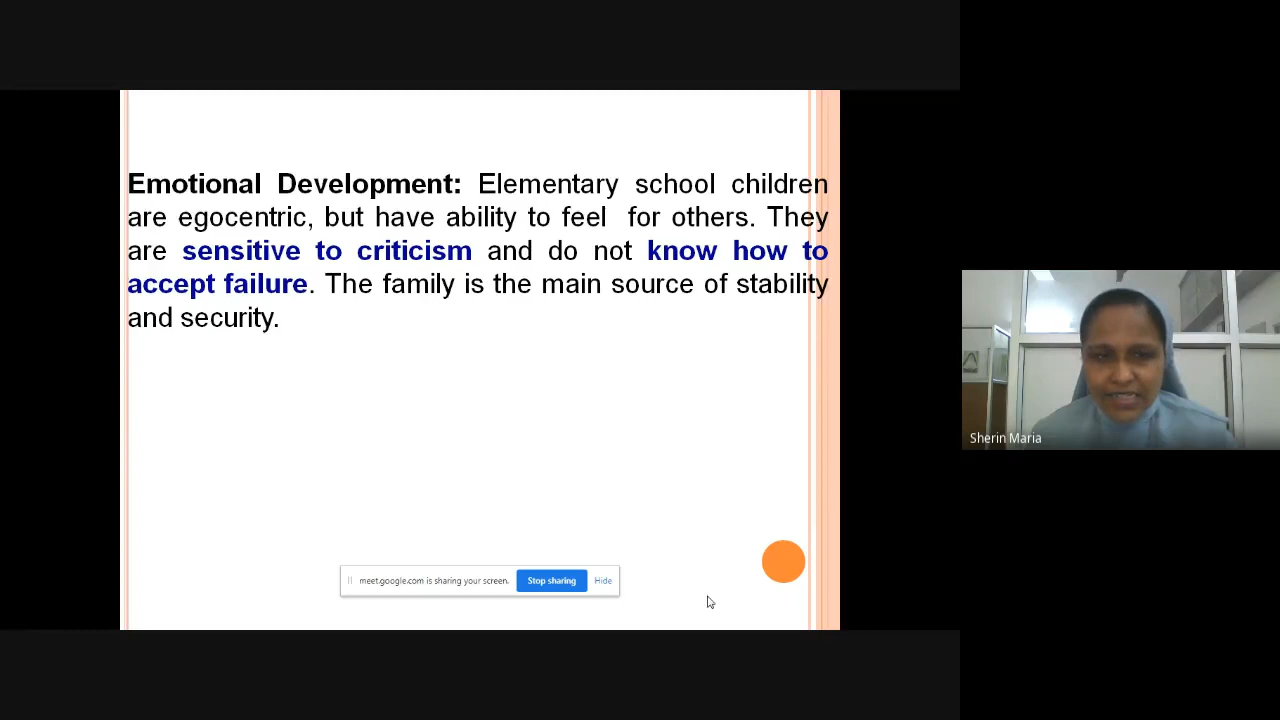 Emotional Development: Elementary school children
are egocentric, but have ability to feel  for others. They
are sensitive to criticism and do not know how to
accept failure. The family is the main source of stability
and security.
Sherin Maria
meet.google.com is sharing your screen.
Stop sharing
Hide